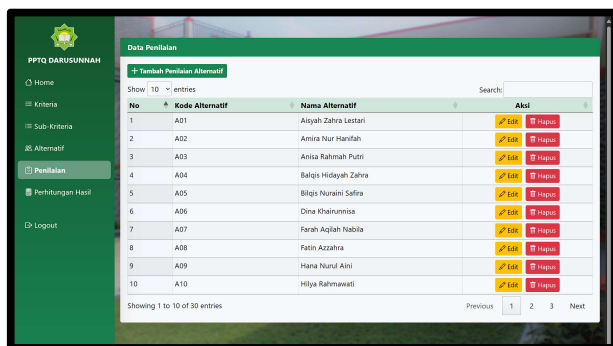 PPTQ DARUSUNNAH
Home
Kriteria
Sub-Kriteria
Alternatif
Penilaian
Perhitungan Hasil
Logout
Data Penilaian
+ Tambah Penilaian Alternatif
Show 10 entries
Search:
No Kode Alternatif Nama Alternatif Aksi
1 A01 Aisyah Zahra Lestari Edit Hapus
2 A02 Amira Nur Hanifah Edit Hapus
3 A03 Anisa Rahmah Putri Edit Hapus
4 A04 Balqis Hidayah Zahra Edit Hapus
5 A05 Bilqis Nuraini Safira Edit Hapus
6 A06 Dina Khairunnisa Edit Hapus
7 A07 Farah Aqilah Nabila Edit Hapus
8 A08 Fatin Azzahra Edit Hapus
9 A09 Hana Nurul Aini Edit Hapus
10 A10 Hilya Rahmawati Edit Hapus
Showing 1 to 10 of 30 entries
Previous 1 2 3 Next